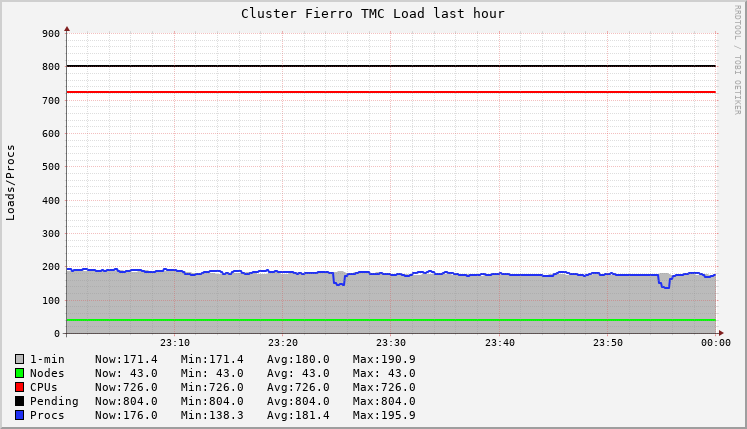 Cluster Fierro TMC Load last hour
RRDTOOL / TOBI OETIKER
Loads/Procs
900
800
700
600
500
400
300
200
100
0
23:10 23:20 23:30 23:40 23:50 00:00
1-min Now:171.4 Min:171.4 Avg:180.0 Max:190.9
Nodes Now: 43.0 Min: 43.0 Avg: 43.0 Max: 43.0
CPUs Now:726.0 Min:726.0 Avg:726.0 Max:726.0
Pending Now:804.0 Min:804.0 Avg:804.0 Max:804.0
Procs Now:176.0 Min:138.3 Avg:181.4 Max:195.9